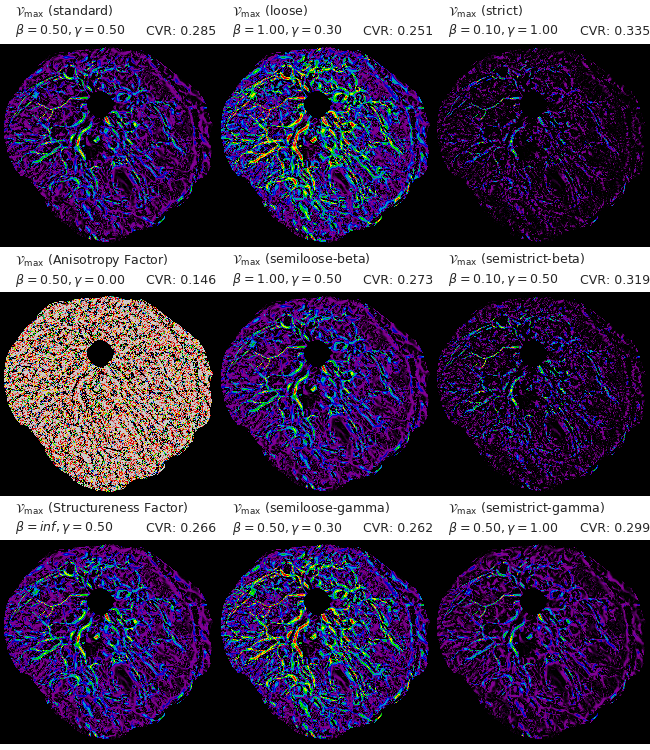 𝒱max (standard)
β = 0.50, γ = 0.50 CVR: 0.285
𝒱max (loose)
β = 1.00, γ = 0.30 CVR: 0.251
𝒱max (strict)
β = 0.10, γ = 1.00 CVR: 0.335
𝒱max (Anisotropy Factor)
β = 0.50, γ = 0.00 CVR: 0.146
𝒱max (semiloose-beta)
β = 1.00, γ = 0.50 CVR: 0.273
𝒱max (semistrict-beta)
β = 0.10, γ = 0.50 CVR: 0.319
𝒱max (Structureness Factor)
β = inf, γ = 0.50 CVR: 0.266
𝒱max (semiloose-gamma)
β = 0.50, γ = 0.30 CVR: 0.262
𝒱max (semistrict-gamma)
β = 0.50, γ = 1.00 CVR: 0.299